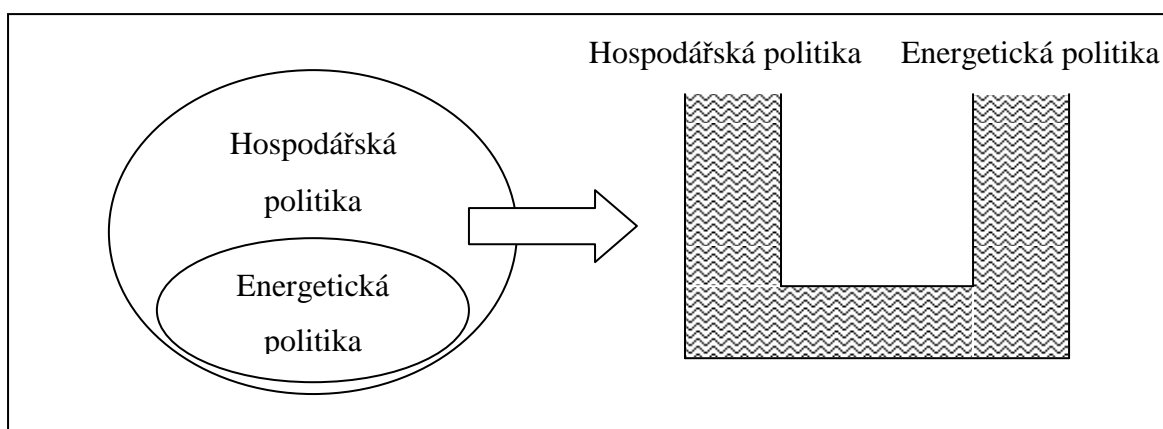 Hospodářská politika Energetická politika
Hospodářská
politika
Energetická
politika